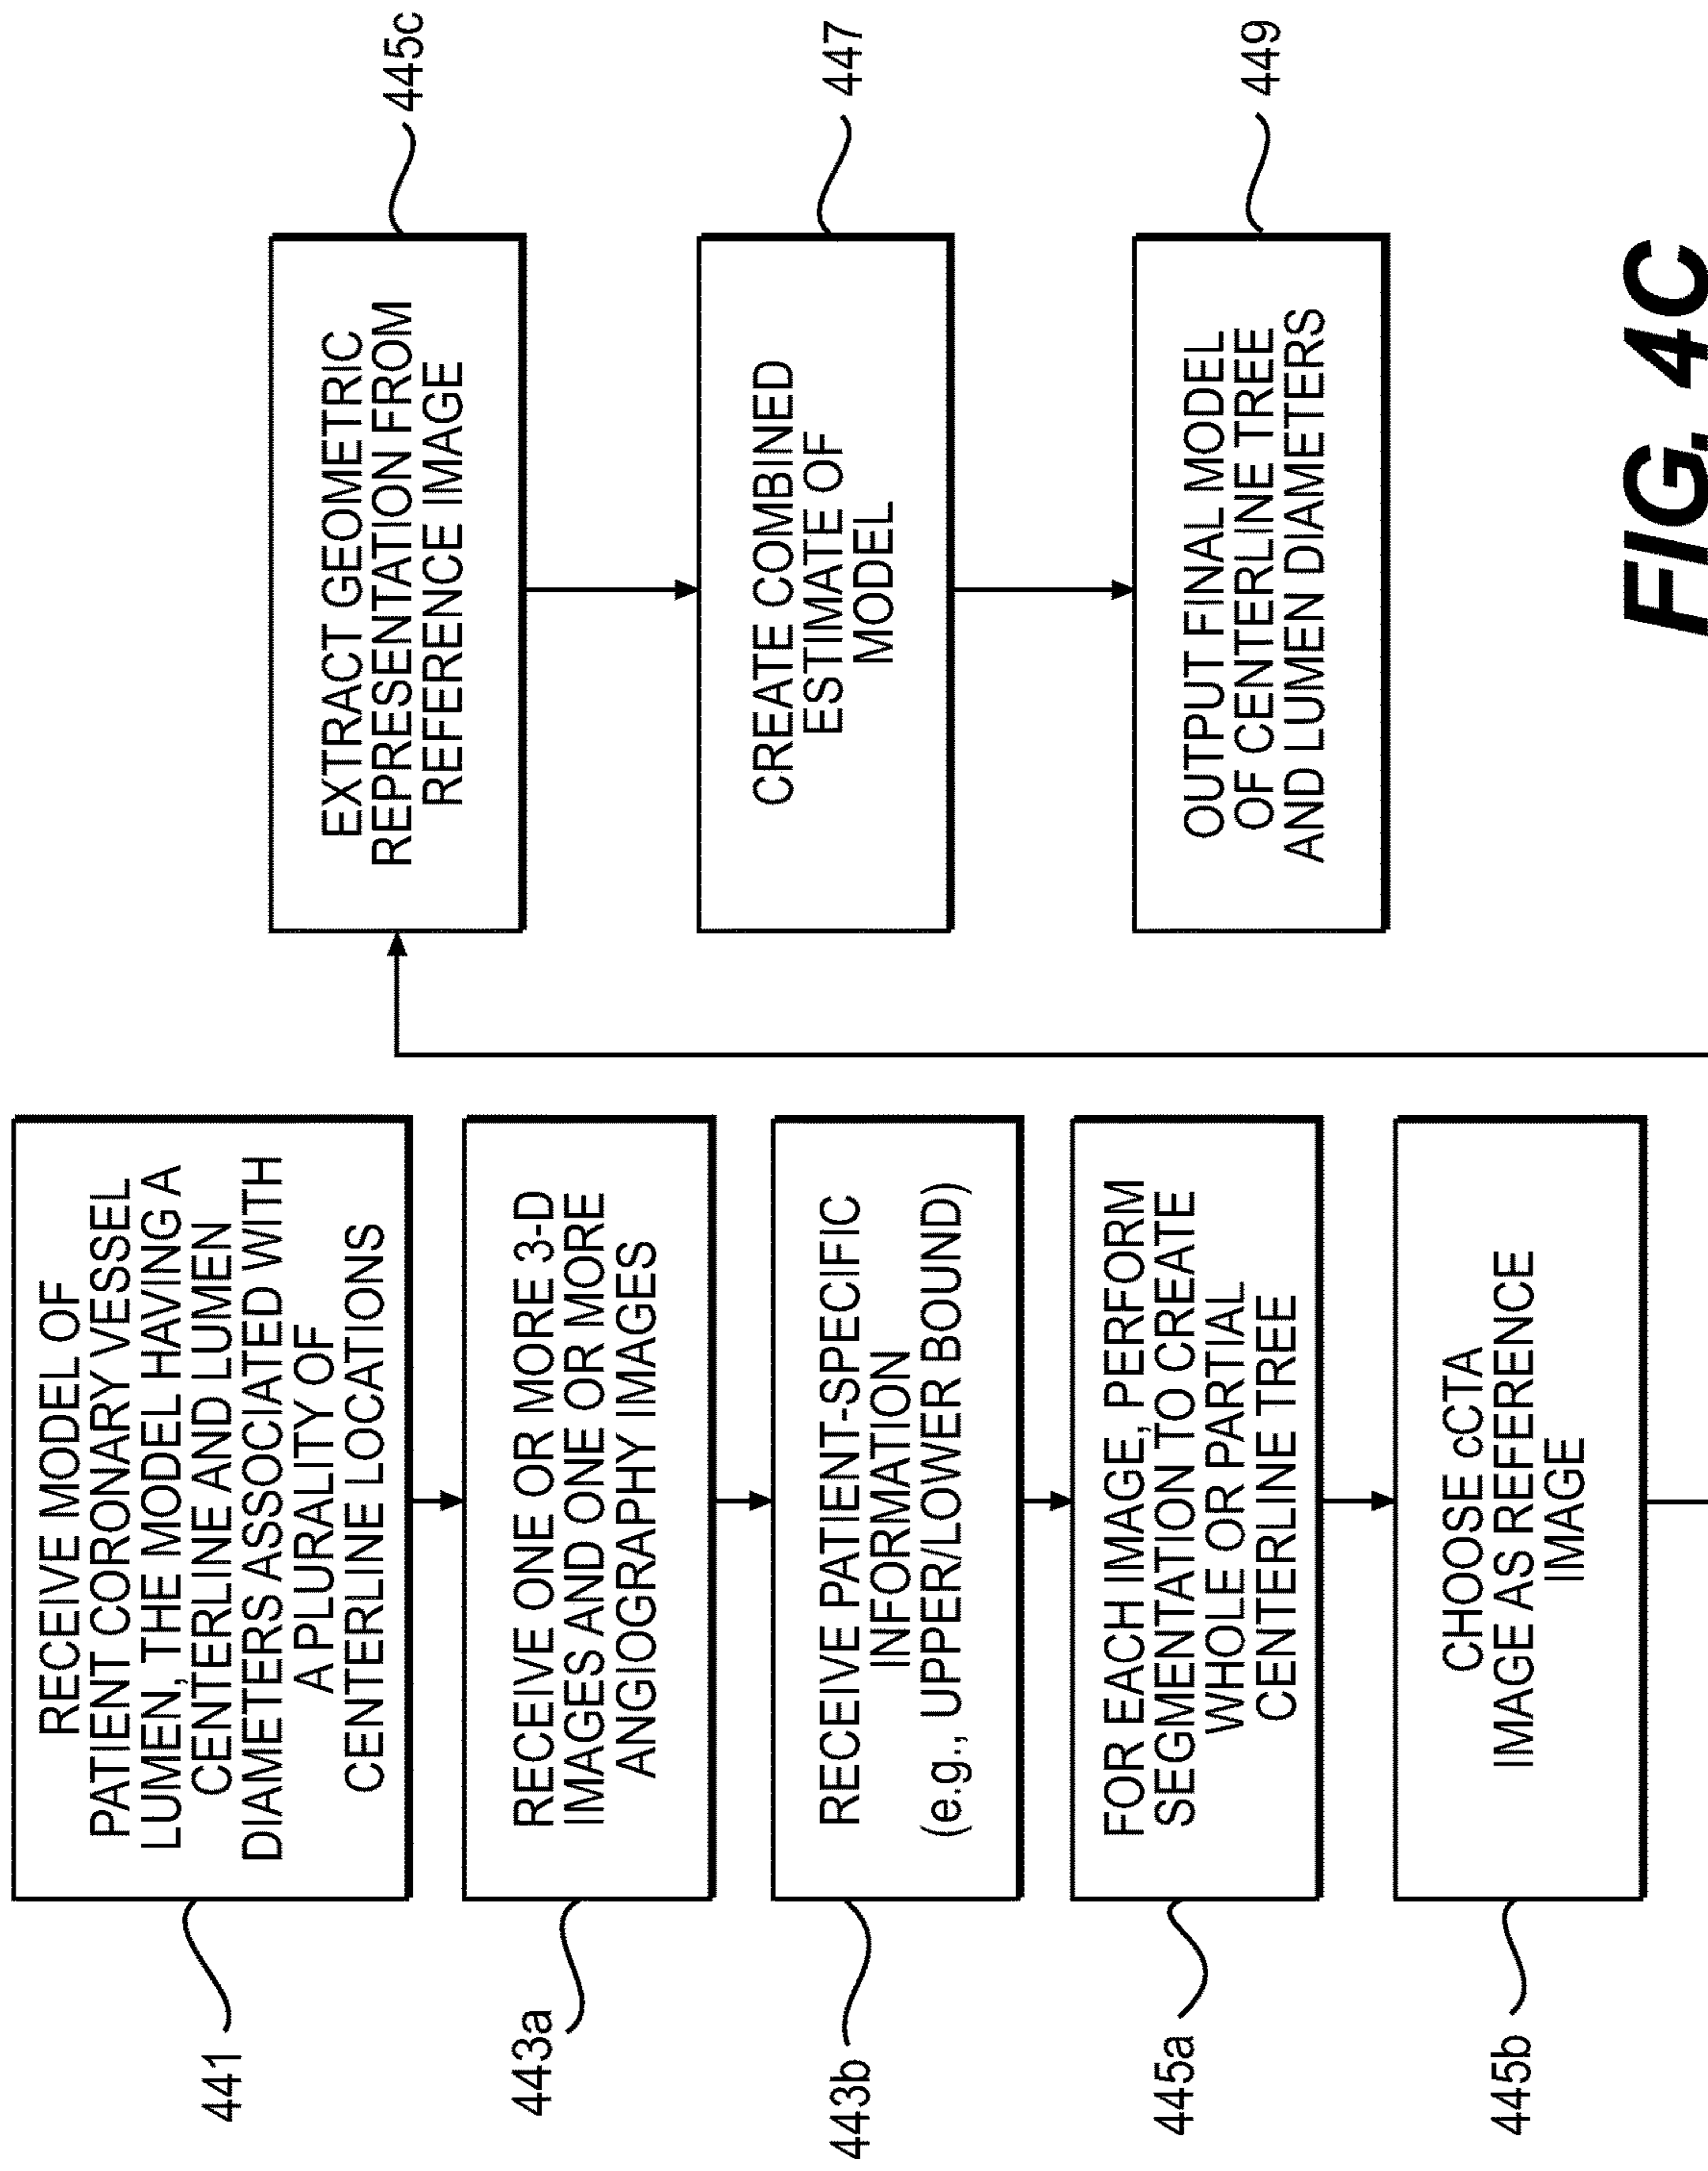 441
RECEIVE MODEL OF
PATIENT CORONARY VESSEL
LUMEN, THE MODEL HAVING A
CENTERLINE AND LUMEN
DIAMETERS ASSOCIATED WITH
A PLURALITY OF
CENTERLINE LOCATIONS
443a
RECEIVE ONE OR MORE 3-D
IMAGES AND ONE OR MORE
ANGIOGRAPHY IMAGES
443b
RECEIVE PATIENT-SPECIFIC
INFORMATION
(e.g., UPPER/LOWER BOUND)
445a
FOR EACH IMAGE, PERFORM
SEGMENTATION TO CREATE
WHOLE OR PARTIAL
CENTERLINE TREE
445b
CHOOSE cCTA
IMAGE AS REFERENCE
IMAGE
445c
EXTRACT GEOMETRIC
REPRESENTATION FROM
REFERENCE IMAGE
447
CREATE COMBINED
ESTIMATE OF
MODEL
449
OUTPUT FINAL MODEL
OF CENTERLINE TREE
AND LUMEN DIAMETERS
FIG. 4C